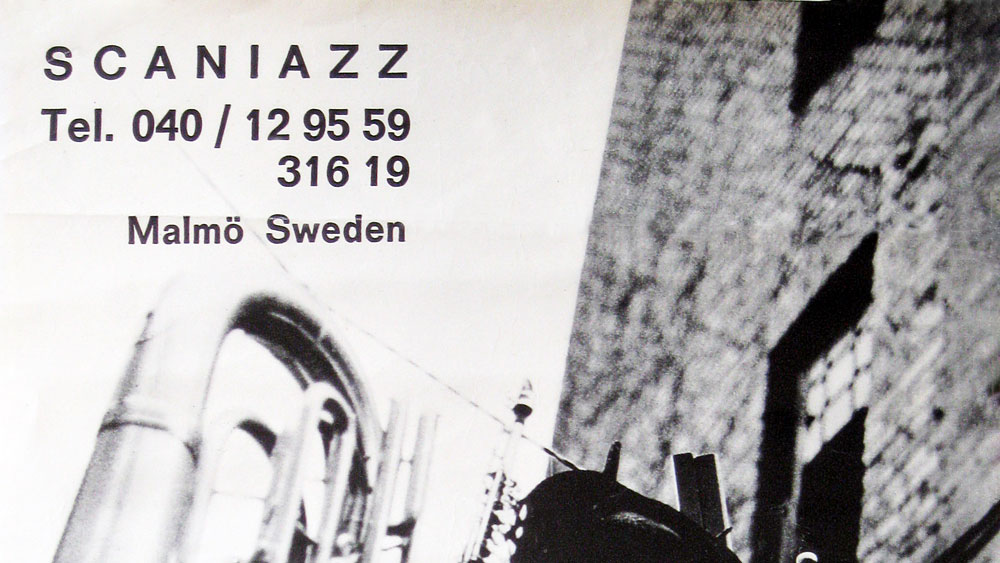 SCANIAZZ
Tel. 040 / 12 95 59
316 19
Malmö Sweden